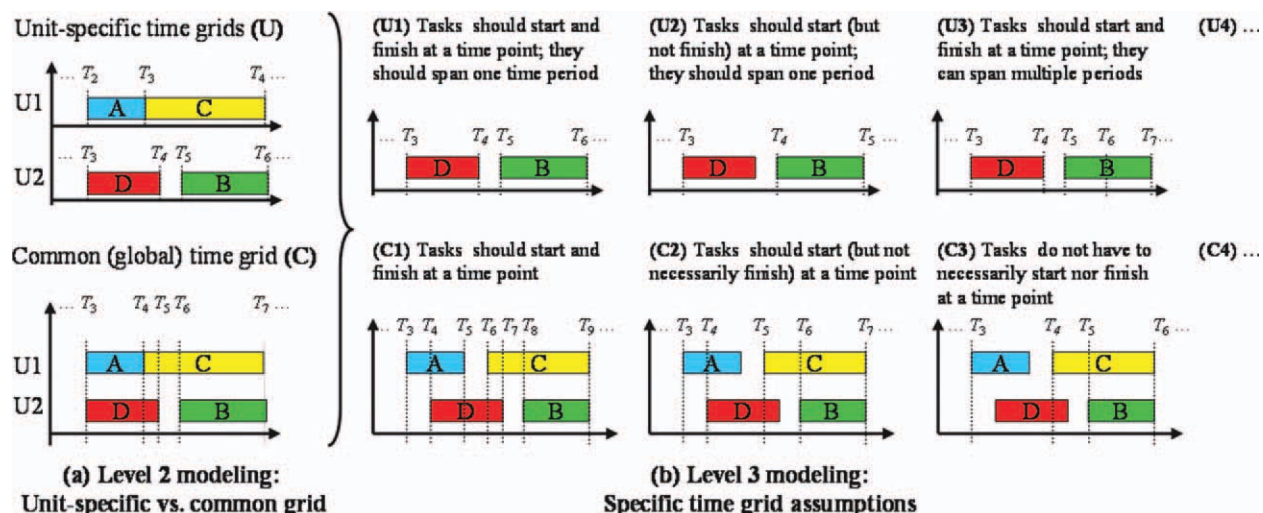 Unit-specific time grids (U)
... T2 T3 T4 ...
U1 A C
... T3 T4 T5 T6 ...
U2 D B
Common (global) time grid (C)
... T3 T4 T5 T6 T7 ...
U1 A C
U2 D B
(a) Level 2 modeling:
Unit-specific vs. common grid
(U1) Tasks should start and
finish at a time point; they
should span one time period
... T3 T4 T5 T6 ...
D B
(U2) Tasks should start (but
not finish) at a time point;
they should span one period
... T3 T4 T5 ...
D B
(U3) Tasks should start and
finish at a time point; they
can span multiple periods
... T3 T4 T5 T6 T7 ...
D B
(U4) ...
(C1) Tasks should start and
finish at a time point
... T3 T4 T5 T6 T7 T8 T9 ...
A C
D B
(C2) Tasks should start (but not
necessarily finish) at a time point
... T3 T4 T5 T6 T7 ...
A C
D B
(C3) Tasks do not have to
necessarily start nor finish
at a time point
... T3 T4 T5 T6 ...
A C
D B
(C4) ...
(b) Level 3 modeling:
Specific time grid assumptions